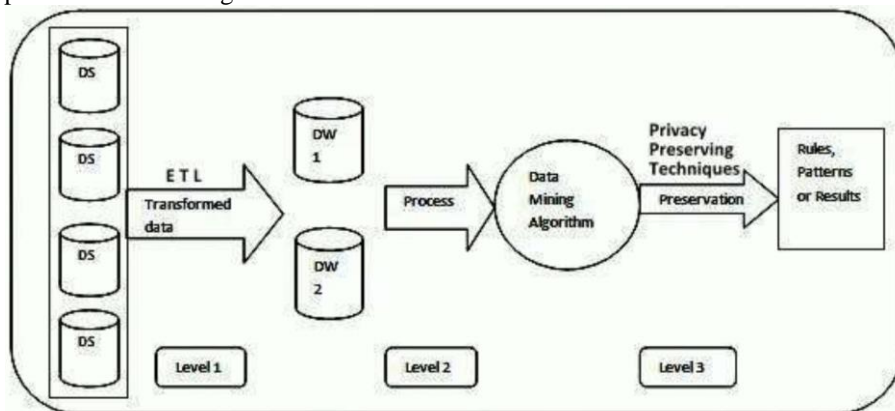 DS
DS
DS
DS
E T L
Transformed
data
DW
1
DW
2
Process
Data
Mining
Algorithm
Privacy
Preserving
Techniques
Preservation
Rules,
Patterns
or Results
Level 1
Level 2
Level 3